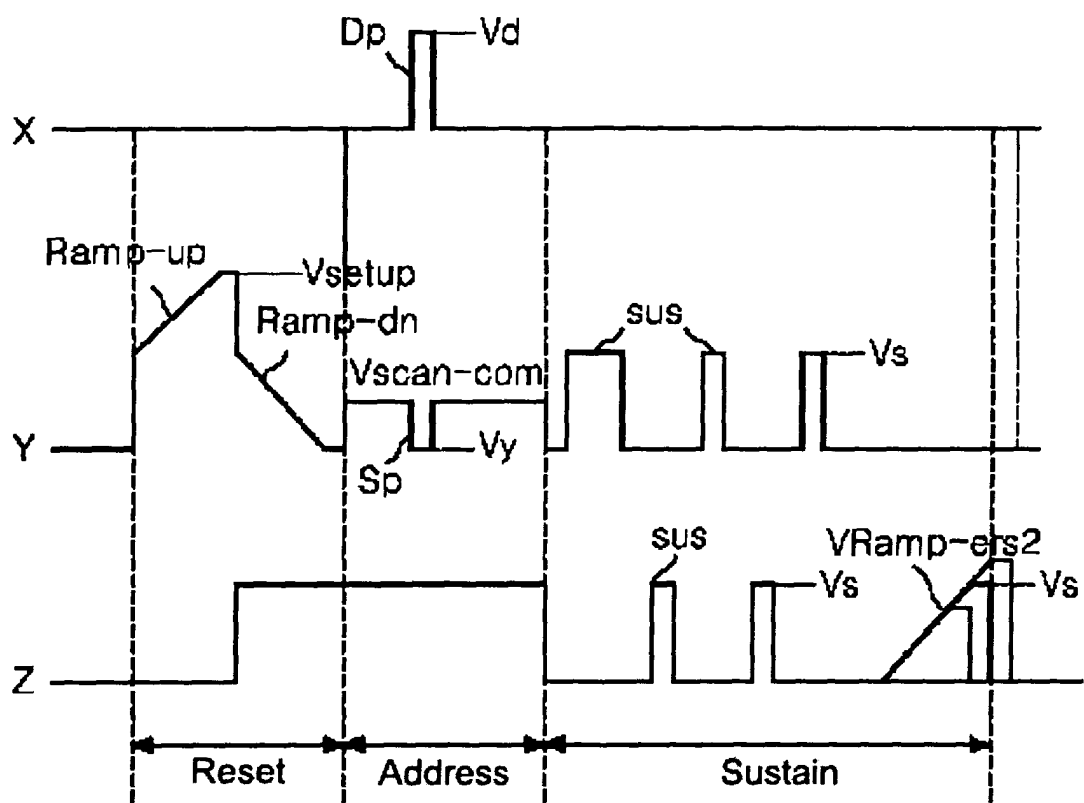 Dp
Vd
X
Ramp-up
Vsetup
Ramp-dn
sus
Vscan-com
Vs
Y
Sp
Vy
sus
VRamp-ers2
Vs
Vs
Z
Reset
Address
Sustain